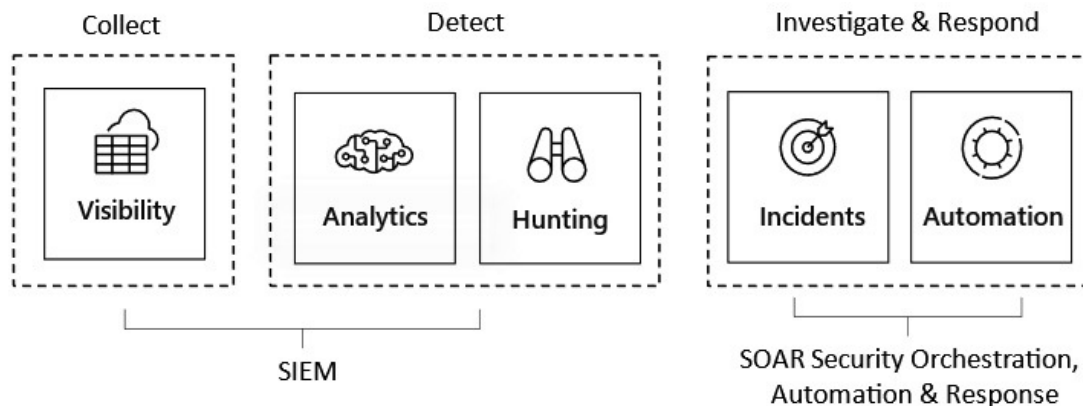 Collect
Detect
Investigate & Respond
Visibility
Analytics
Hunting
Incidents
Automation
SIEM
SOAR Security Orchestration,
Automation & Response